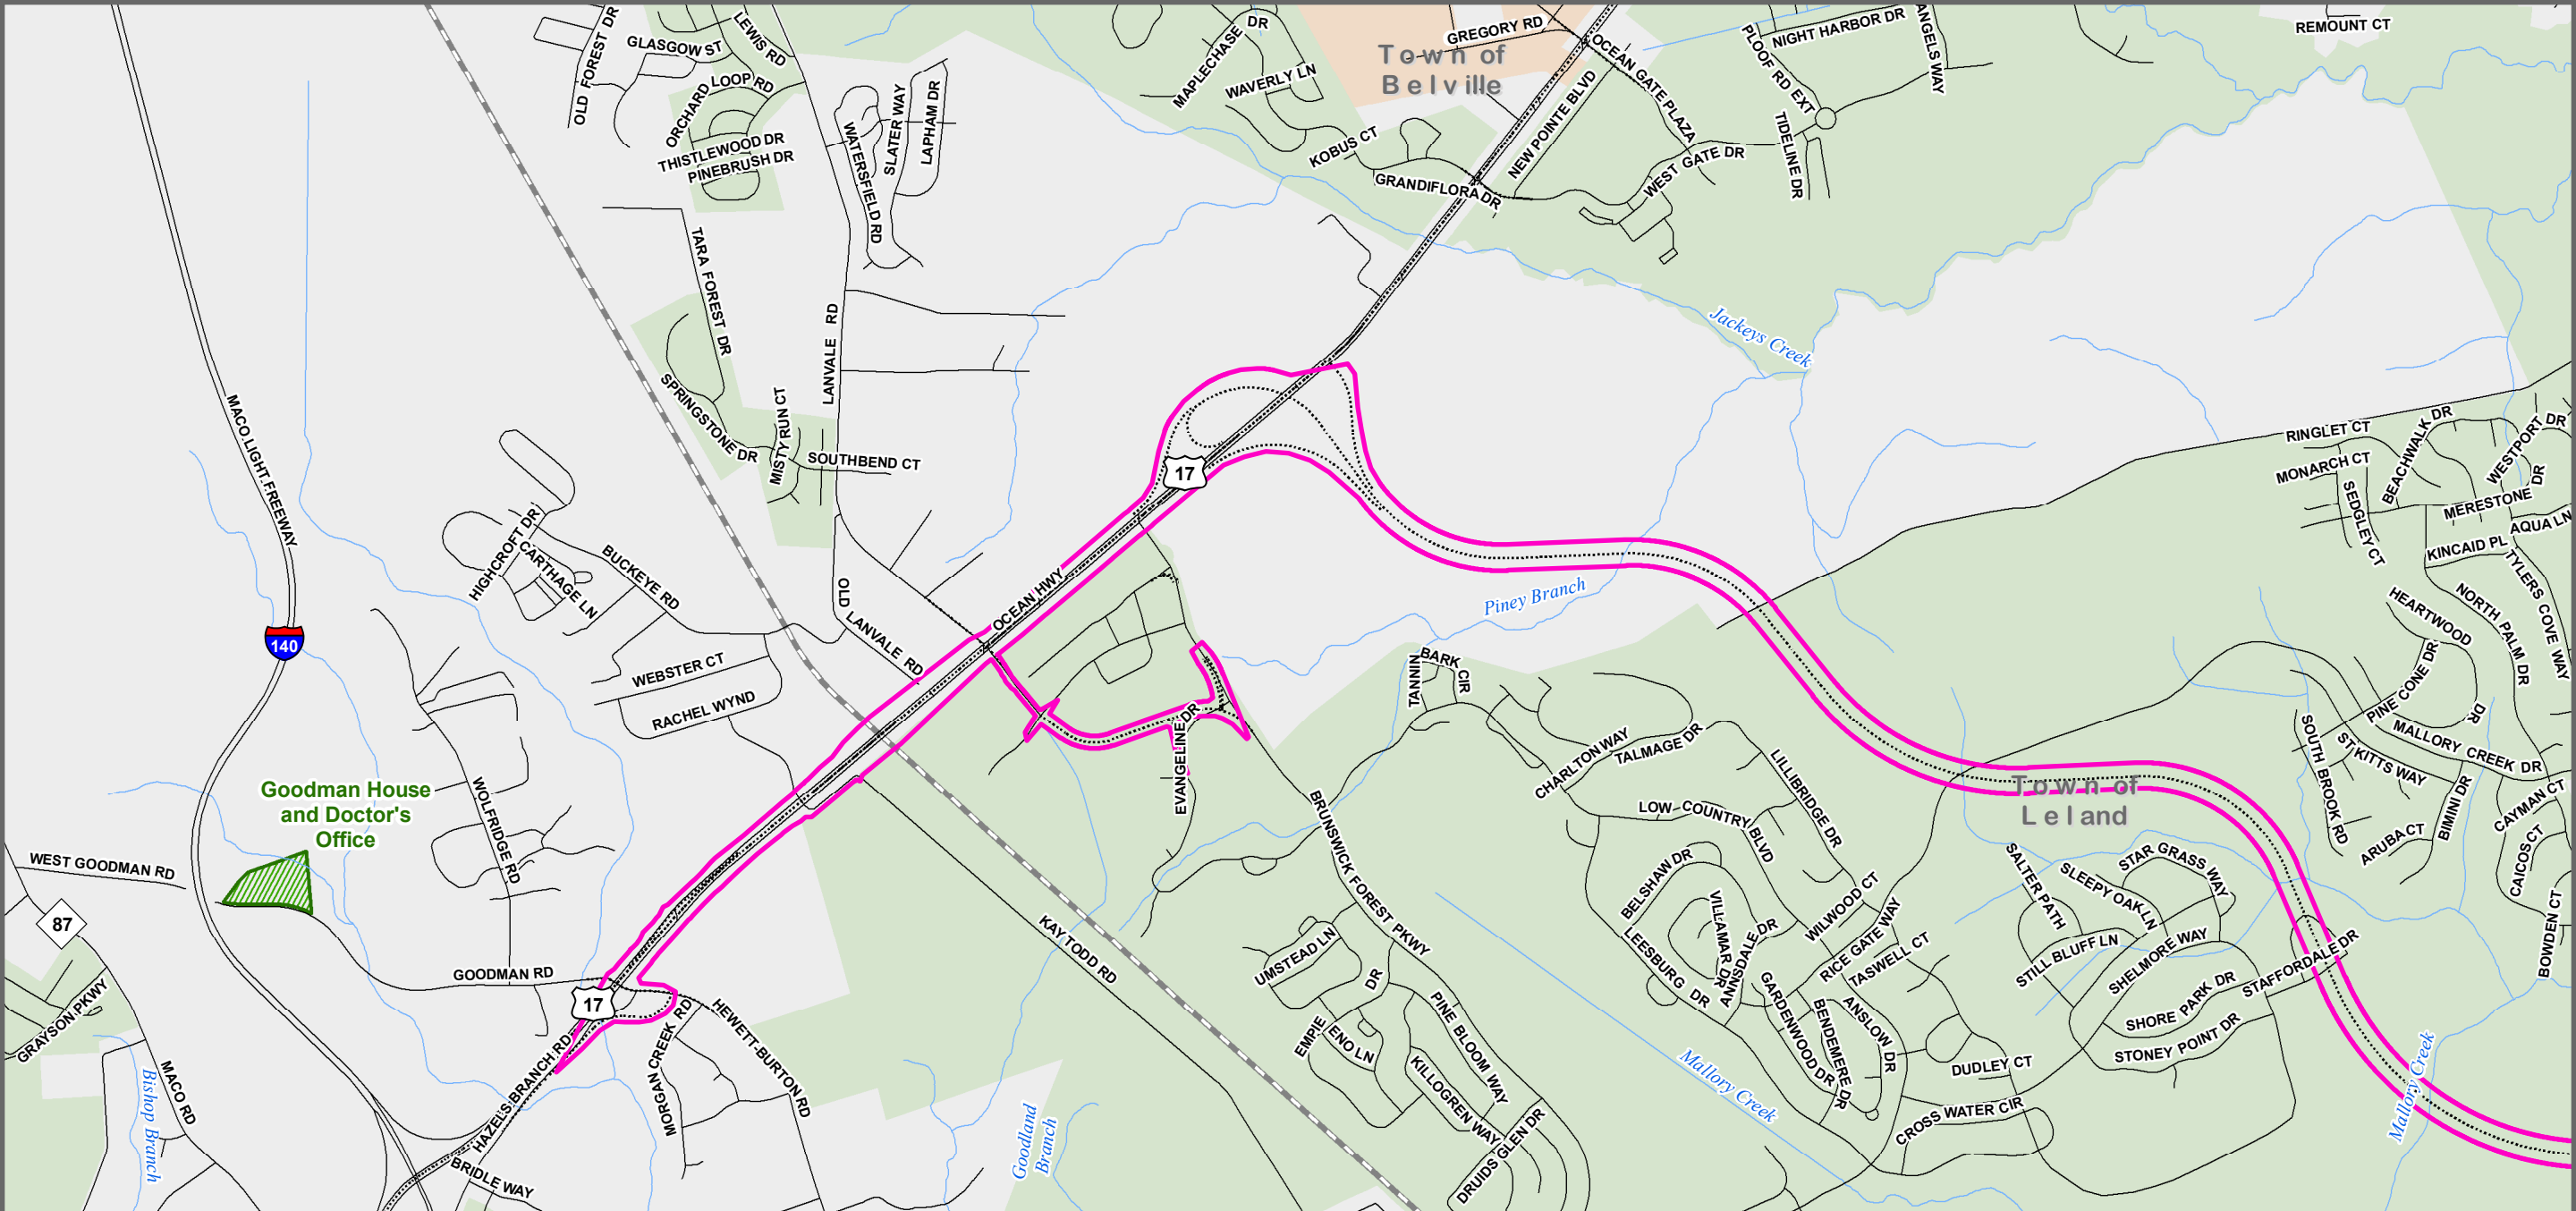 OLD FOREST DR
GLASGOW ST
LEWIS RD
ORCHARD LOOP RD
THISTLEWOOD DR
PINEBRUSH DR
WATERSFIELD RD
SLATER WAY
LAPHAM DR
MAPLECHASE DR
WAVERLY LN
KOBUS CT
GRANDIFLORA DR
GREGORY RD
Town of
Belville
OCEAN GATE PLAZA
NEW POINTE BLVD
WEST GATE DR
PLOOF RD EXT
NIGHT HARBOR DR
ANGELS WAY
TIDELINE DR
REMOUNT CT
TARA FOREST DR
LANVALE RD
SPRINGSTONE DR
MISTY RUN CT
SOUTHBEND CT
Jackeys Creek
MACO LIGHT FREEWAY
140
HIGHCROFT DR
CARTHAGE LN
BUCKEYE RD
WEBSTER CT
RACHEL WYND
OLD LANVALE RD
OCEAN HWY
17
Piney Branch
RINGLET CT
MONARCH CT
SEDGLEY CT
BEACHWALK DR
WESTPORT DR
MERESTONE DR
AQUA LN
KINCAID PL
TYLERS COVE WAY
NORTH PALM DR
HEARTWOOD DR
PINE CONE DR
MALLORY CREEK DR
ST KITTS WAY
SOUTH BROOK RD
ARUBA CT
BIMINI DR
CAYMAN CT
CAICOS CT
BOWDEN CT
Goodman House
and Doctor's
Office
WEST GOODMAN RD
87
GRAYSON PKWY
MACO RD
Bishop Branch
WOLFRIDGE RD
GOODMAN RD
17
HAZELS BRANCH RD
BRIDLE WAY
MORGAN CREEK RD
HEWETT-BURTON RD
KAY TODD RD
Goodland
Branch
EVANGELINE DR
BRUNSWICK FOREST PKWY
TANNIN
BARK CIR
CHARLTON WAY
TALMAGE DR
LILLIBRIDGE DR
LOW COUNTRY BLVD
BELSHAW DR
VILLAMAR DR
ANNSDALE DR
LEESBURG DR
WILWOOD CT
RICE GATE WAY
TASWELL CT
GARDENWOOD DR
BENDEMERE DR
ANSLOW DR
DUDLEY CT
CROSS WATER CIR
UMSTEAD LN
EMPIE DR
ENO LN
PINE BLOOM WAY
KILLOGREN WAY
DRUIDS GLEN DR
Mallory Creek
Town of
Leland
SALTER PATH
SLEEPY OAK LN
STAR GRASS WAY
STILL BLUFF LN
SHELMORE WAY
SHORE PARK DR
STAFFORDALE DR
STONEY POINT DR
Mallory Creek